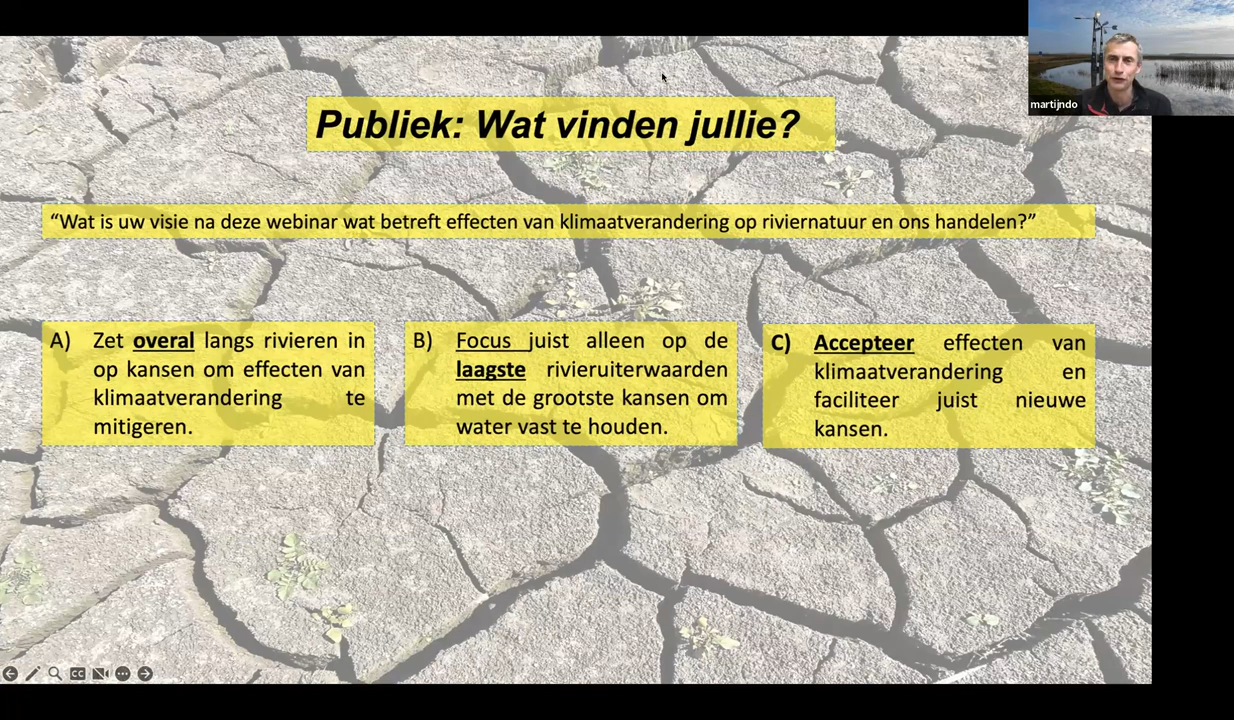 martijndo
Publiek: Wat vinden jullie?
“Wat is uw visie na deze webinar wat betreft effecten van klimaatverandering op riviernatuur en ons handelen?”
A) Zet overal langs rivieren in
op kansen om effecten van
klimaatverandering te
mitigeren.
B) Focus juist alleen op de
laagste rivieruiterwaarden
met de grootste kansen om
water vast te houden.
C) Accepteer effecten van
klimaatverandering en
faciliteer juist nieuwe
kansen.
CC